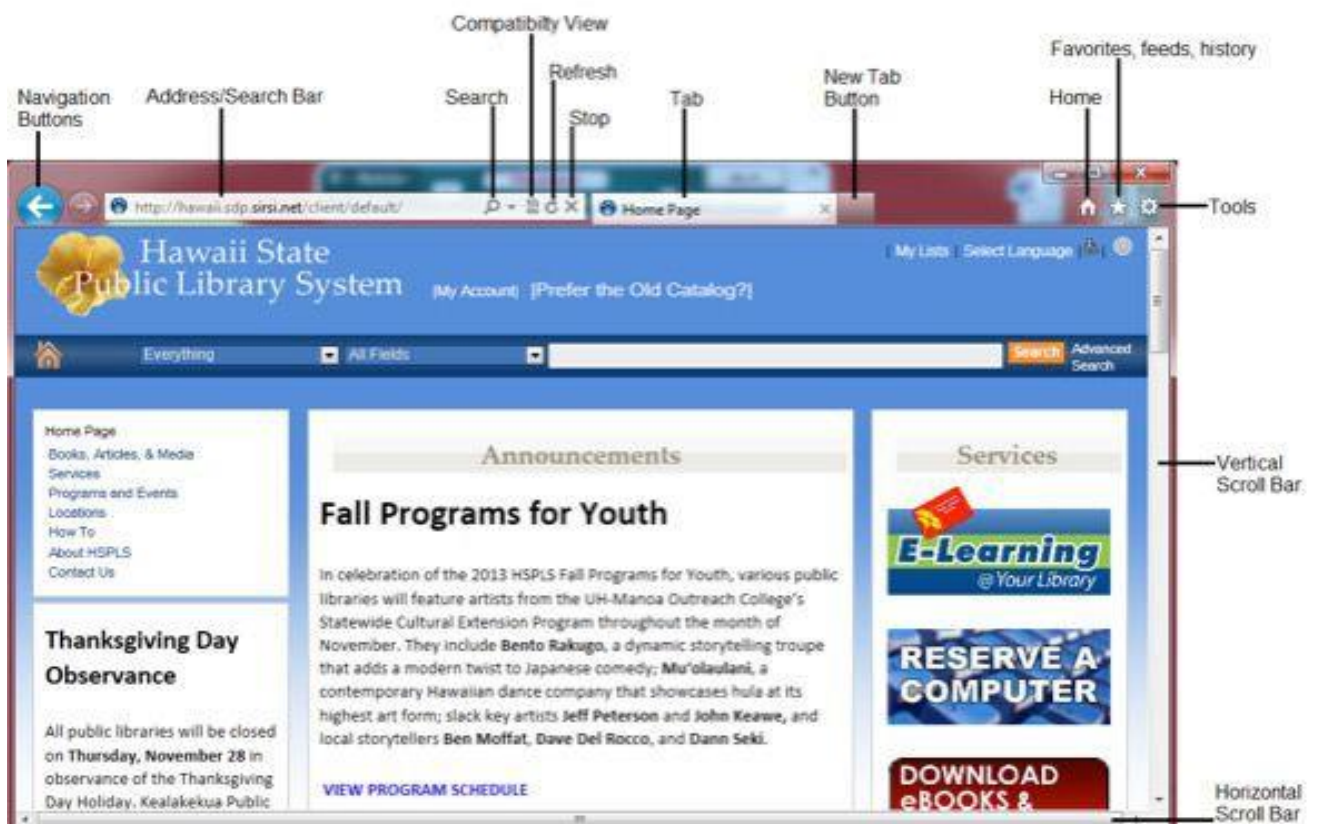 Compatibilty View
Favorites, feeds, history
Refresh
New Tab
Button
Navigation
Buttons
Address/Search Bar
Search
Tab
Home
Stop
http://hawaii.sdp.sirsi.net/client/default/
Home Page
Tools
Hawaii State
Public Library System
[My Account] [Prefer the Old Catalog?]
| My Lists | Select Language |
Everything
All Fields
Search
Advanced
Search
Home Page
Books, Articles, & Media
Services
Programs and Events
Locations
How To
About HSPLS
Contact Us
Thanksgiving Day
Observance
All public libraries will be closed
on Thursday, November 28 in
observance of the Thanksgiving
Day Holiday. Kealakekua Public
Announcements
Fall Programs for Youth
In celebration of the 2013 HSPLS Fall Programs for Youth, various public
libraries will feature artists from the UH-Manoa Outreach College's
Statewide Cultural Extension Program throughout the month of
November. They include Bento Rakugo, a dynamic storytelling troupe
that adds a modern twist to Japanese comedy; Mu'olaulani, a
contemporary Hawaiian dance company that showcases hula at its
highest art form; slack key artists Jeff Peterson and John Keawe, and
local storytellers Ben Moffat, Dave Del Rocco, and Dann Seki.
VIEW PROGRAM SCHEDULE
Services
E-Learning
@Your Library
RESERVE A
COMPUTER
DOWNLOAD
eBOOKS &
Vertical
Scroll Bar
Horizontal
Scroll Bar